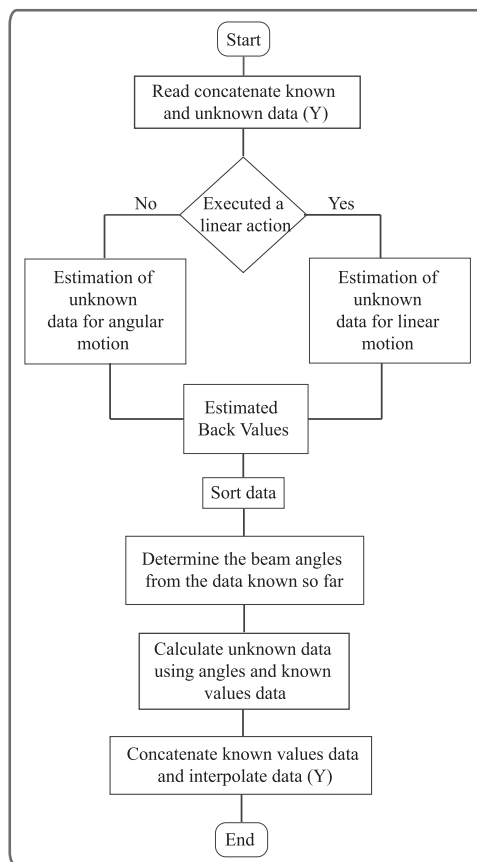 Start
Read concatenate known
and unknown data (Y)
Executed a
linear action
No
Yes
Estimation of
unknown
data for angular
motion
Estimation of
unknown
data for linear
motion
Estimated
Back Values
Sort data
Determine the beam angles
from the data known so far
Calculate unknown data
using angles and known
values data
Concatenate known values data
and interpolate data (Y)
End